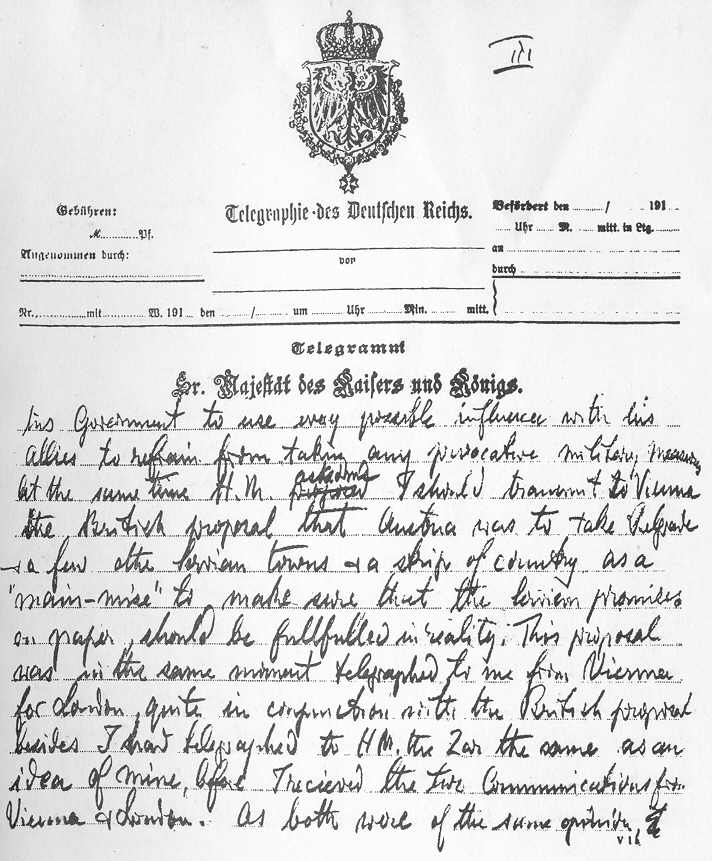 III
Gebühren:
M. Pf.
Angenommen durch:
Telegraphie des Deutschen Reichs.
von
Befördert den / 191
Uhr M. mitt. in Ltg.
an
durch
Nr. mit W. 191 den / um Uhr Min. mitt.
Telegramm
Sr. Majestät des Kaisers und Königs.
his Government to use every possible influence with his
allies to refrain from taking any provocative military measures
At the same time H.M. proposed asked me I should transmit to Vienna
the British proposal that Austria was to take Belgrade
& a few other Servian towns & a strip of country as a
"main-mise" to make sure that the Servian promises
on paper should be fullfulled in reality. This proposal
was in the same moment telegraphed to me from Vienna
for London, quite in conjunction with the British proposal
besides I had telegraphed to H.M. the Zar the same as an
idea of mine, before I recieved the two Communications from
Vienna & London. As both were of the same opinion,